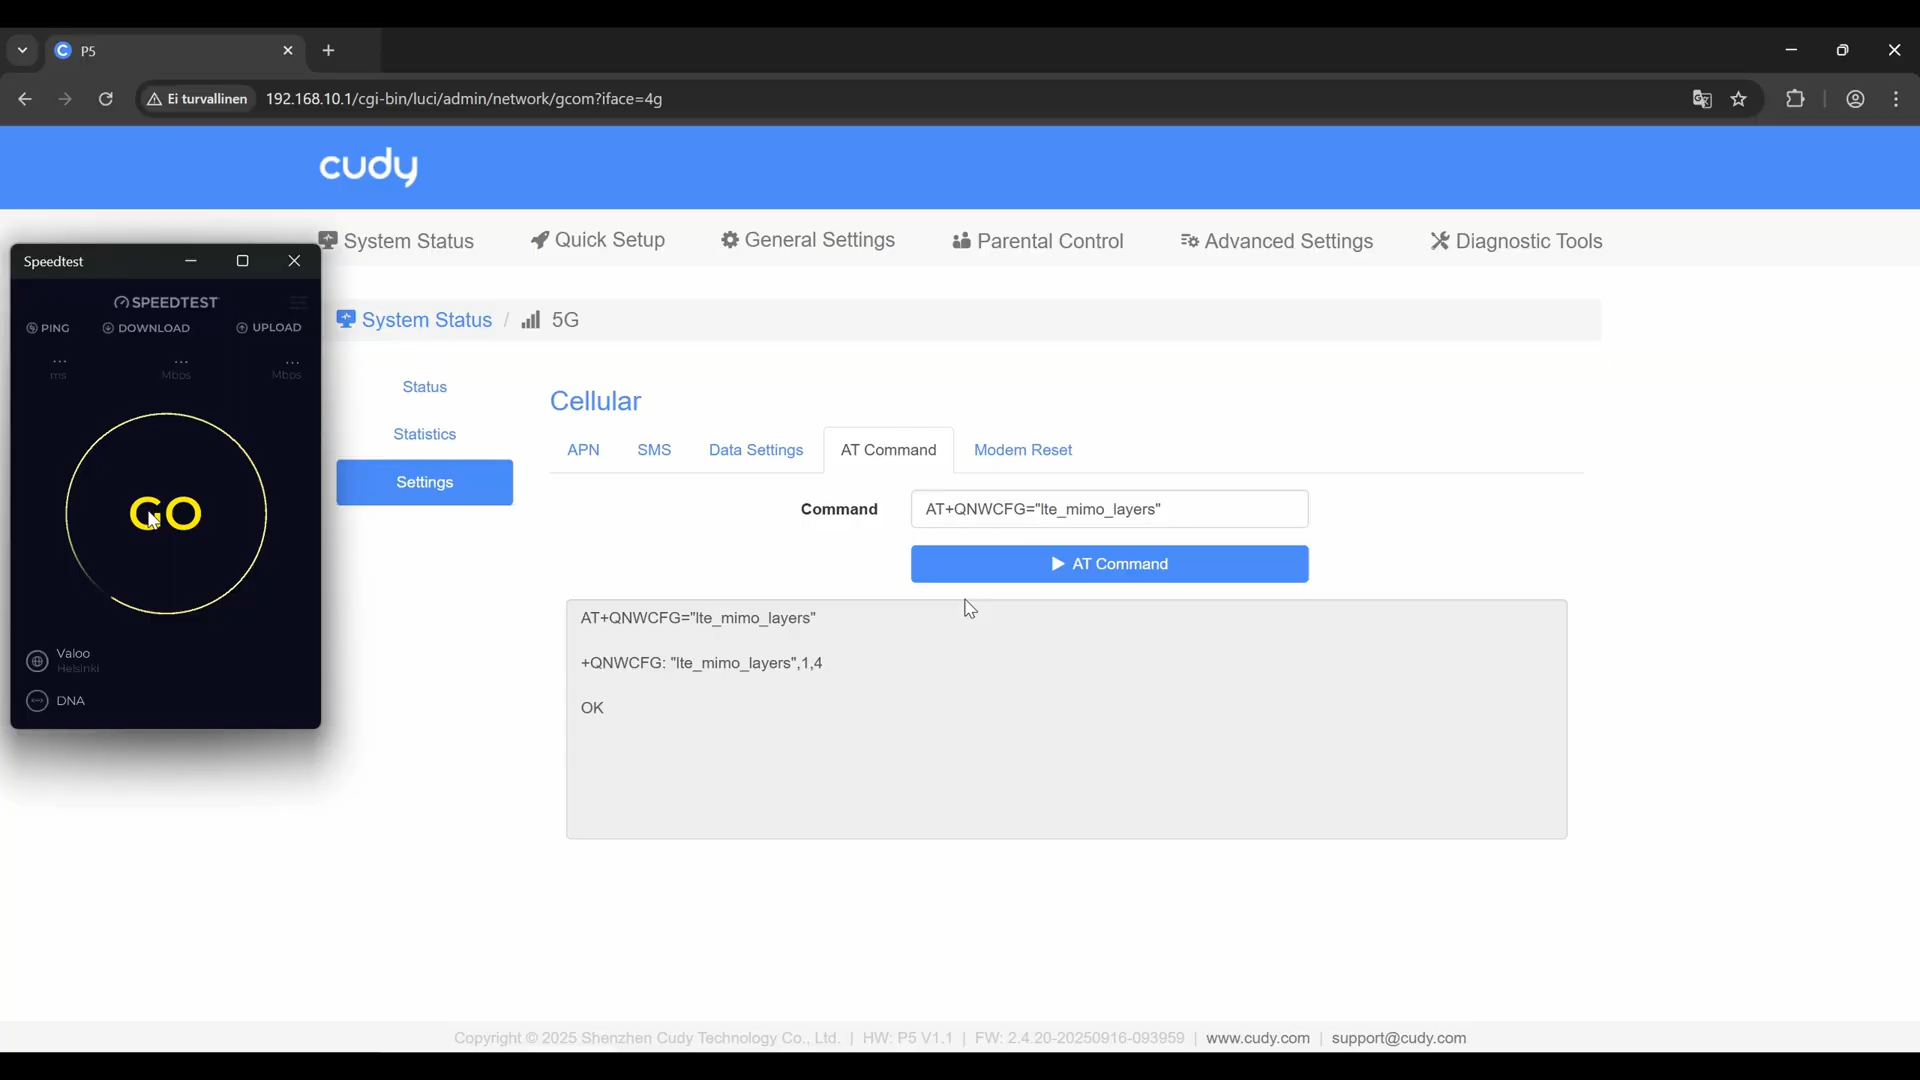 P5
Ei turvallinen
192.168.10.1/cgi-bin/luci/admin/network/gcom?iface=4g
cudy
System Status
Quick Setup
General Settings
Parental Control
Advanced Settings
Diagnostic Tools
Speedtest
SPEEDTEST
PING
DOWNLOAD
UPLOAD
... ... ...
ms Mbps Mbps
GO
Valoo
Helsinki
DNA
System Status / 5G
Status
Statistics
Settings
Cellular
APN
SMS
Data Settings
AT Command
Modem Reset
Command
AT+QNWCFG="lte_mimo_layers"
AT Command
AT+QNWCFG="lte_mimo_layers"
+QNWCFG: "lte_mimo_layers",1,4
OK
Copyright © 2025 Shenzhen Cudy Technology Co., Ltd. | HW: P5 V1.1 | FW: 2.4.20-20250916-093959 | www.cudy.com | support@cudy.com